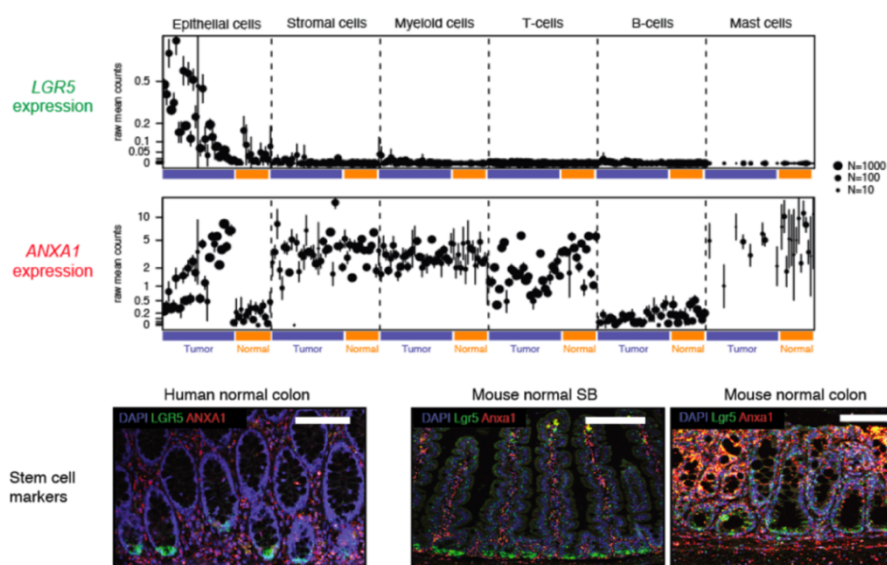 Epithelial cells Stromal cells Myeloid cells T-cells B-cells Mast cells
LGR5
expression
raw mean counts
0.5
0.2
0.1
0.05
0
N=1000
N=100
N=10
ANXA1
expression
raw mean counts
10
5
2
1
0.5
0.2
0
Tumor Normal Tumor Normal Tumor Normal Tumor Normal Tumor Normal Tumor Normal
Human normal colon Mouse normal SB Mouse normal colon
DAPI LGR5 ANXA1 DAPI Lgr5 Anxa1 DAPI Lgr5 Anxa1
Stem cell
markers